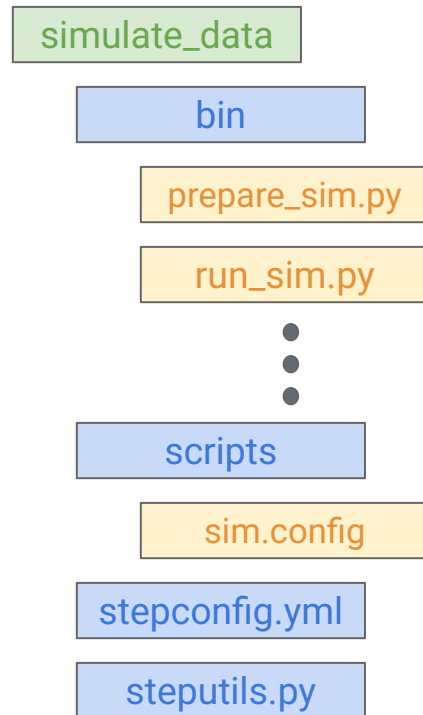 simulate_data
bin
prepare_sim.py
run_sim.py
scripts
sim.config
stepconfig.yml
steputils.py